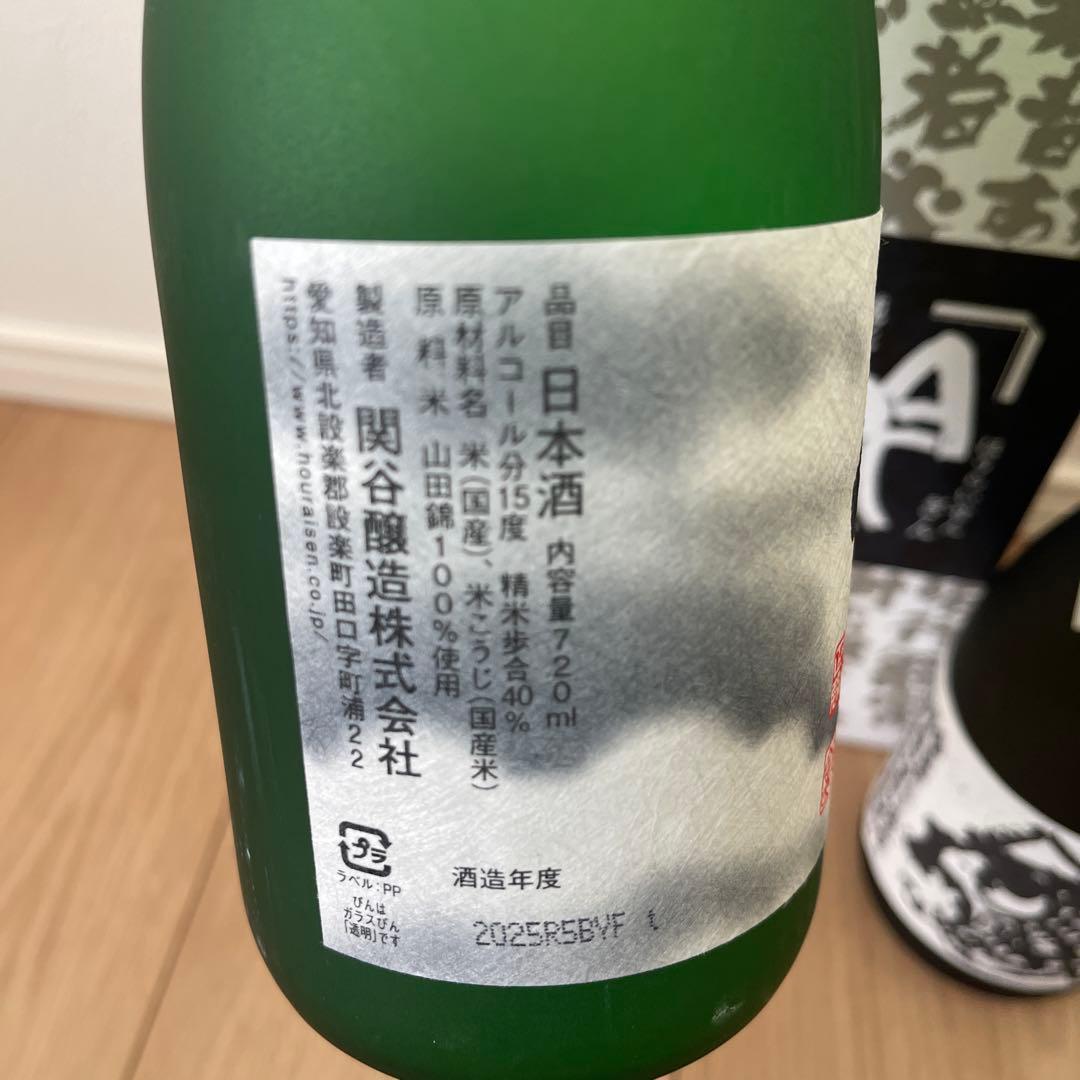 品目 日本酒 内容量720ml
アルコール分15度 精米歩合40%
原材料名 米(国産)、米こうじ(国産米)
原料米 山田錦100%使用
製造者 関谷醸造株式会社
愛知県北設楽郡設楽町田口字町浦22
https://www.houraisen.co.jp/
プラ
ラベル:PP
びんは
ガラスびん
「透明」です
酒造年度
2025R5BYF t
者
昔
す